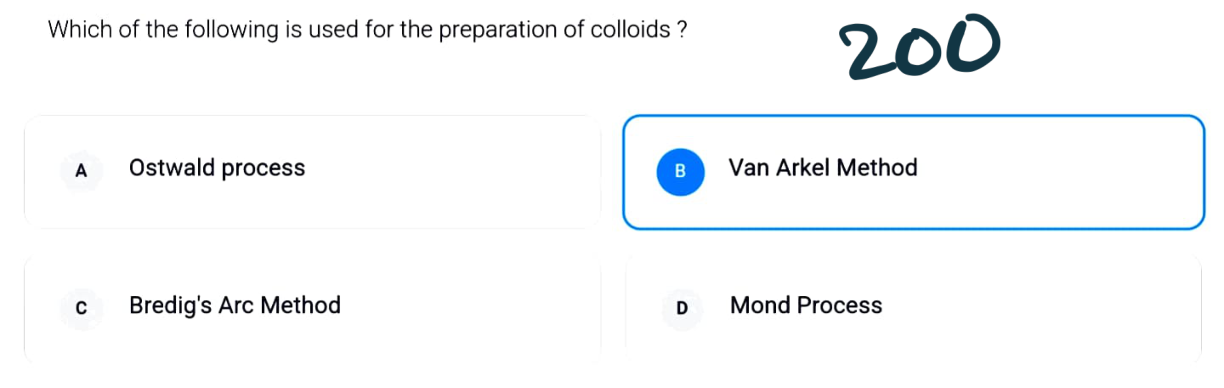 Which of the following is used for the preparation of colloids ?
200
A Ostwald process
B Van Arkel Method
C Bredig's Arc Method
D Mond Process